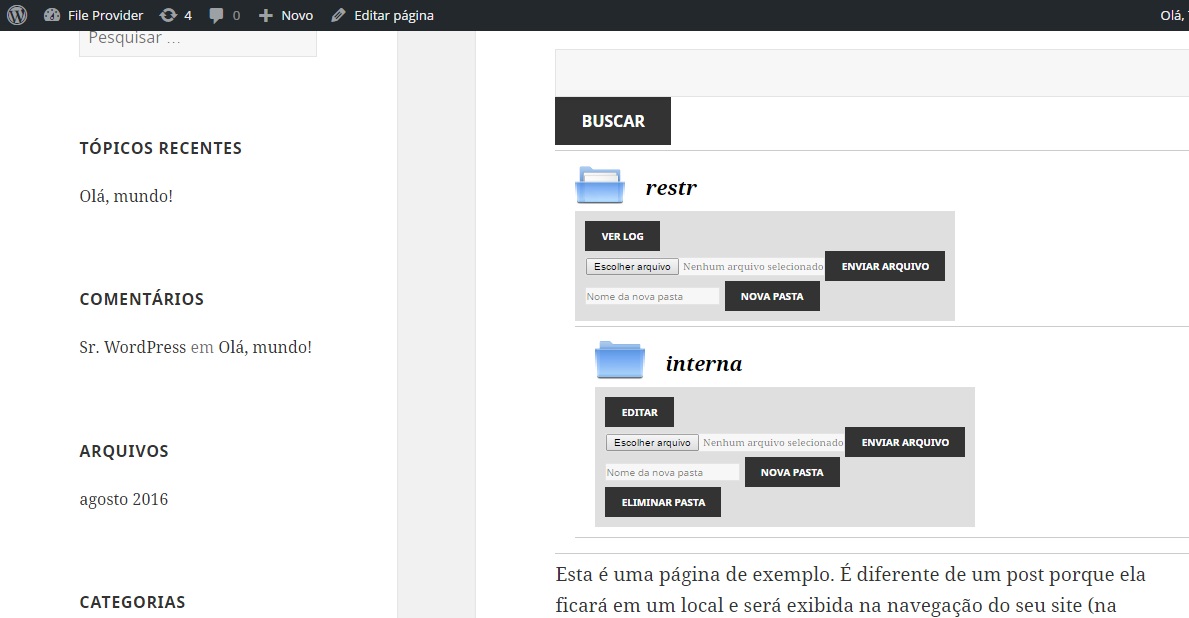 File Provider 4 0 Novo Editar página Olá,
Pesquisar ...
TÓPICOS RECENTES
Olá, mundo!
COMENTÁRIOS
Sr. WordPress em Olá, mundo!
ARQUIVOS
agosto 2016
CATEGORIAS
BUSCAR
restr
VER LOG
Escolher arquivo Nenhum arquivo selecionado ENVIAR ARQUIVO
Nome da nova pasta NOVA PASTA
interna
EDITAR
Escolher arquivo Nenhum arquivo selecionado ENVIAR ARQUIVO
Nome da nova pasta NOVA PASTA
ELIMINAR PASTA
Esta é uma página de exemplo. É diferente de um post porque ela
ficará em um local e será exibida na navegação do seu site (na